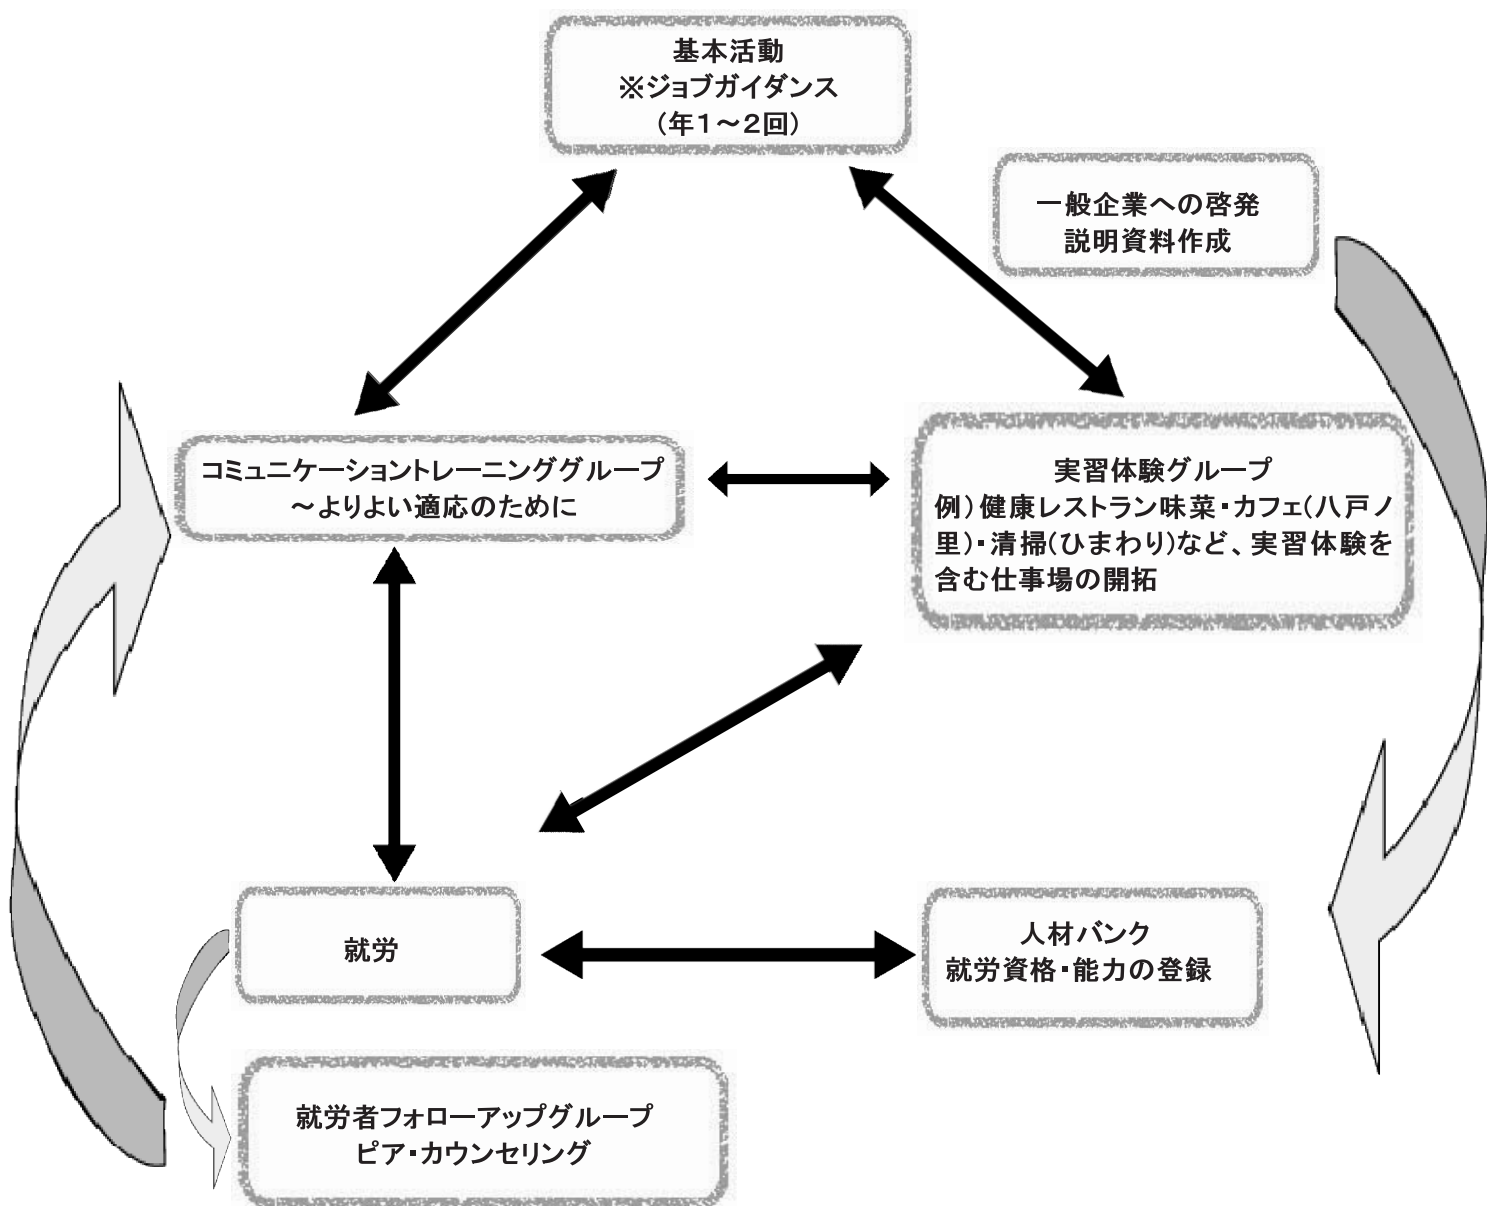 基本活動
※ジョブガイダンス
（年１～２回）
一般企業への啓発
説明資料作成
コミュニケーショントレーニンググループ
～よりよい適応のために
実習体験グループ
例）健康レストラン味菜・カフェ（八戸ノ
里）・清掃（ひまわり）など、実習体験を
含む仕事場の開拓
就労
人材バンク
就労資格・能力の登録
就労者フォローアップグループ
ピア・カウンセリング